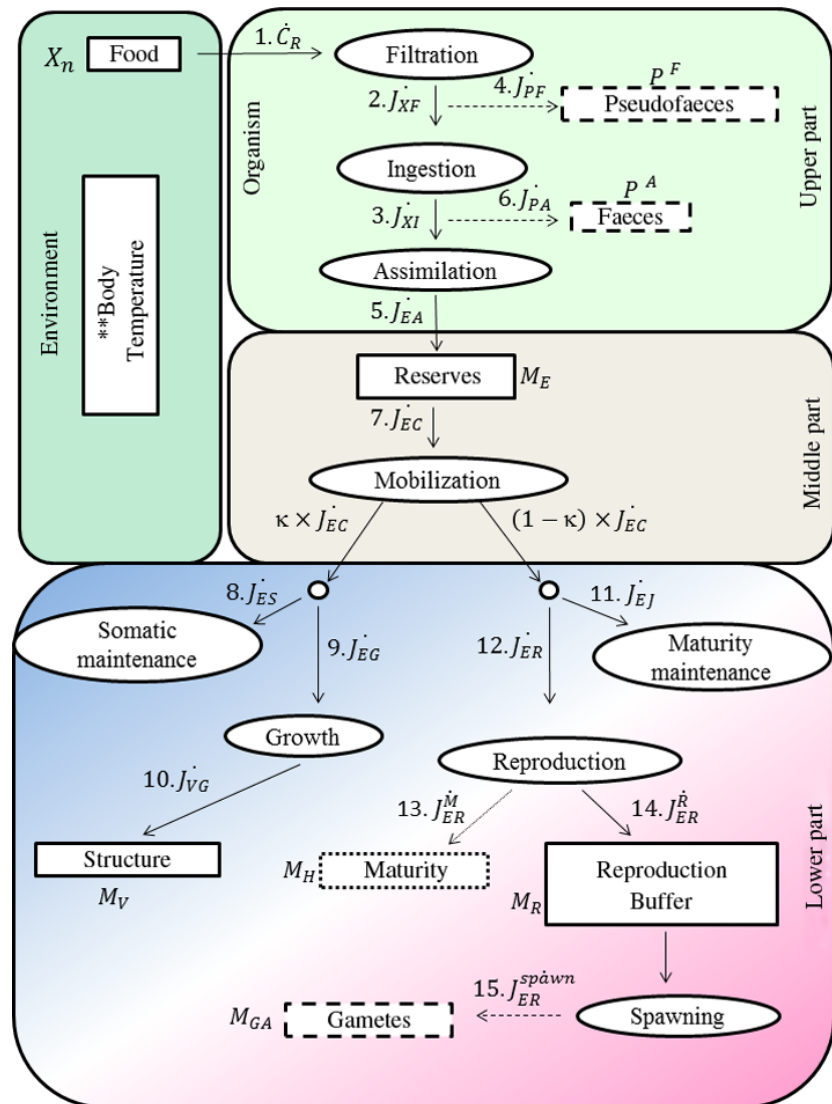 Environment
X_n
Food
**Body
Temperature
1. Ċ_R
Organism
Upper part
Filtration
2. J̇_XF
4. J̇_PF
P^F
Pseudofaeces
Ingestion
3. J̇_XI
6. J̇_PA
P^A
Faeces
Assimilation
5. J̇_EA
Middle part
Reserves
M_E
7. J̇_EC
Mobilization
κ × J̇_EC
(1 − κ) × J̇_EC
Lower part
8. J̇_ES
11. J̇_EJ
Somatic
maintenance
9. J̇_EG
12. J̇_ER
Maturity
maintenance
Growth
Reproduction
10. J̇_VG
13. J_ER^Ṁ
14. J_ER^Ṙ
Structure
M_V
M_H
Maturity
M_R
Reproduction
Buffer
15. J_ER^spȧwn
M_GA
Gametes
Spawning